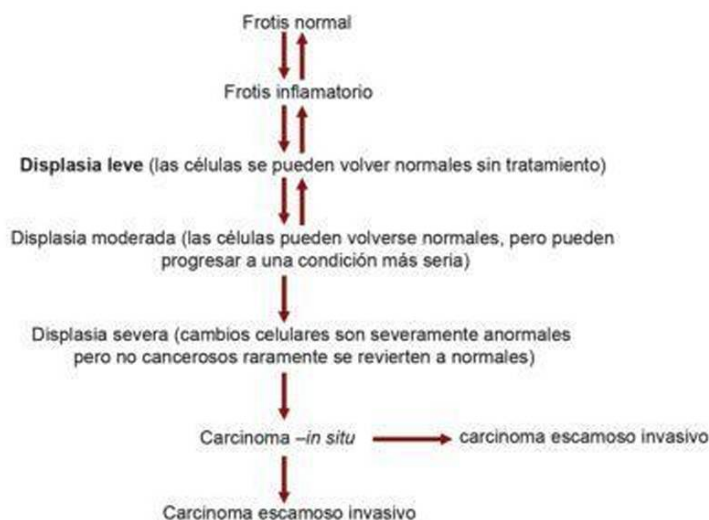 Frotis normal
Frotis inflamatorio
Displasia leve (las células se pueden volver normales sin tratamiento)
Displasia moderada (las células pueden volverse normales, pero pueden
progresar a una condición más seria)
Displasia severa (cambios celulares son severamente anormales
pero no cancerosos raramente se revierten a normales)
Carcinoma –in situ
carcinoma escamoso invasivo
Carcinoma escamoso invasivo